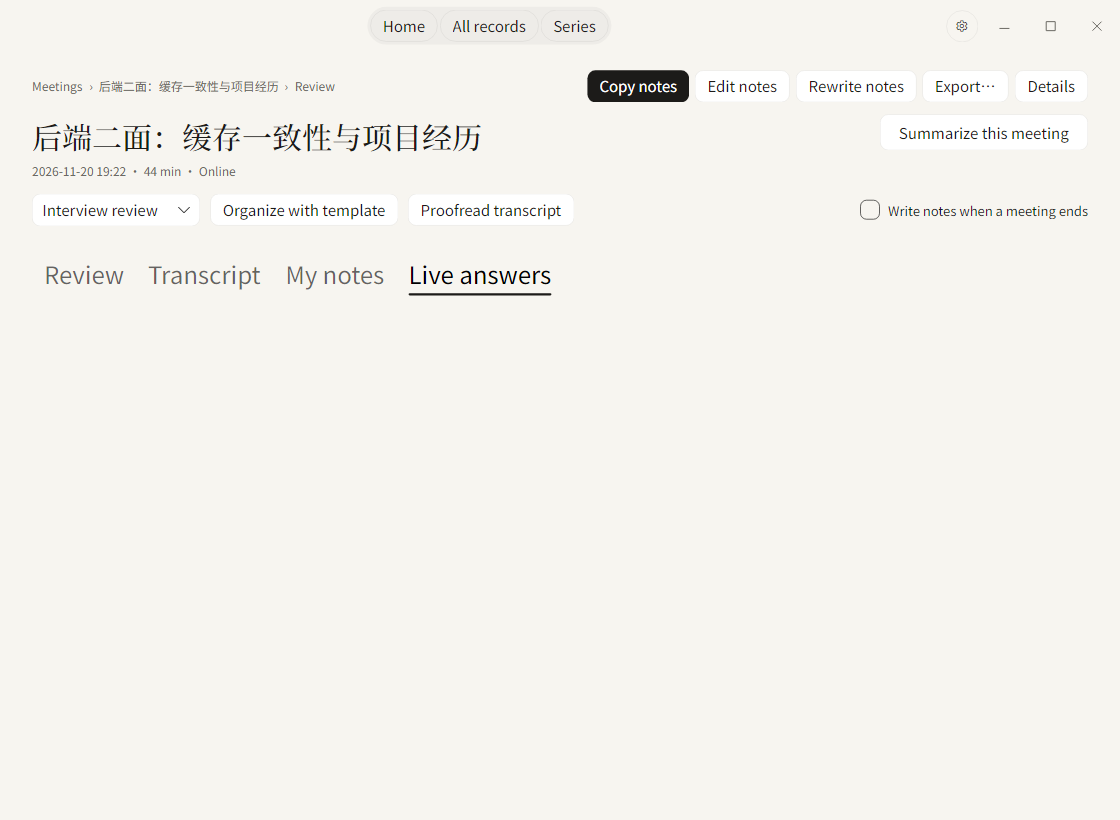 Home All records Series
Meetings › 后端二面：缓存一致性与项目经历 › Review
Copy notes Edit notes Rewrite notes Export··· Details
后端二面：缓存一致性与项目经历
Summarize this meeting
2026-11-20 19:22 • 44 min • Online
Interview review Organize with template Proofread transcript
Write notes when a meeting ends
Review Transcript My notes Live answers